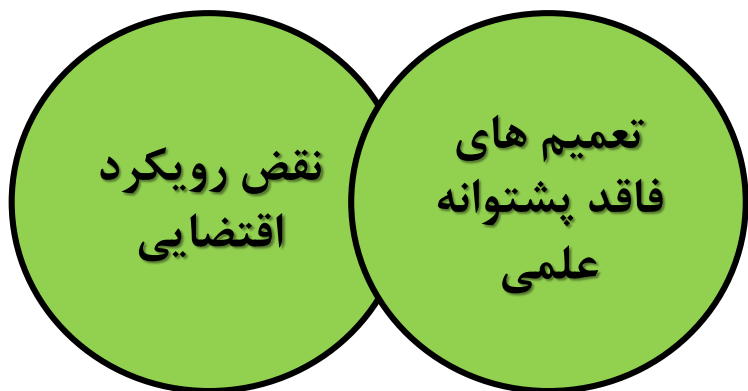 تعمیم های
فاقد پشتوانه
علمی
نقض رویکرد
اقتضایی